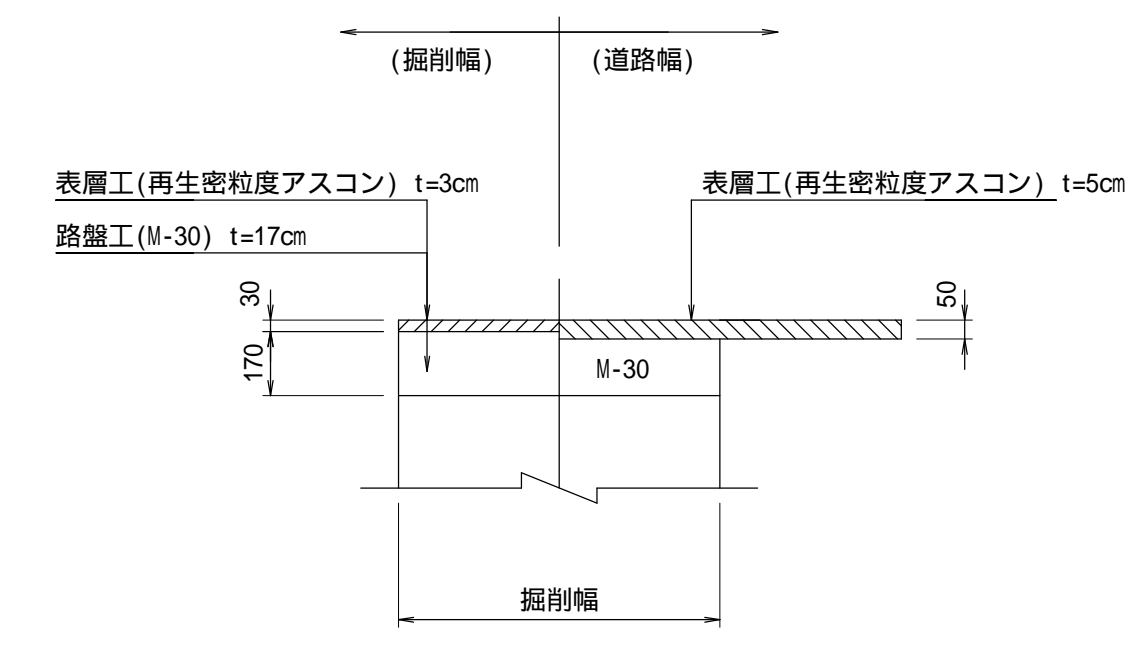 (掘削幅) (道路幅)
表層工(再生密粒度アスコン) t=3cm
表層工(再生密粒度アスコン) t=5cm
路盤工(M-30) t=17cm
30
50
170
M-30
掘削幅